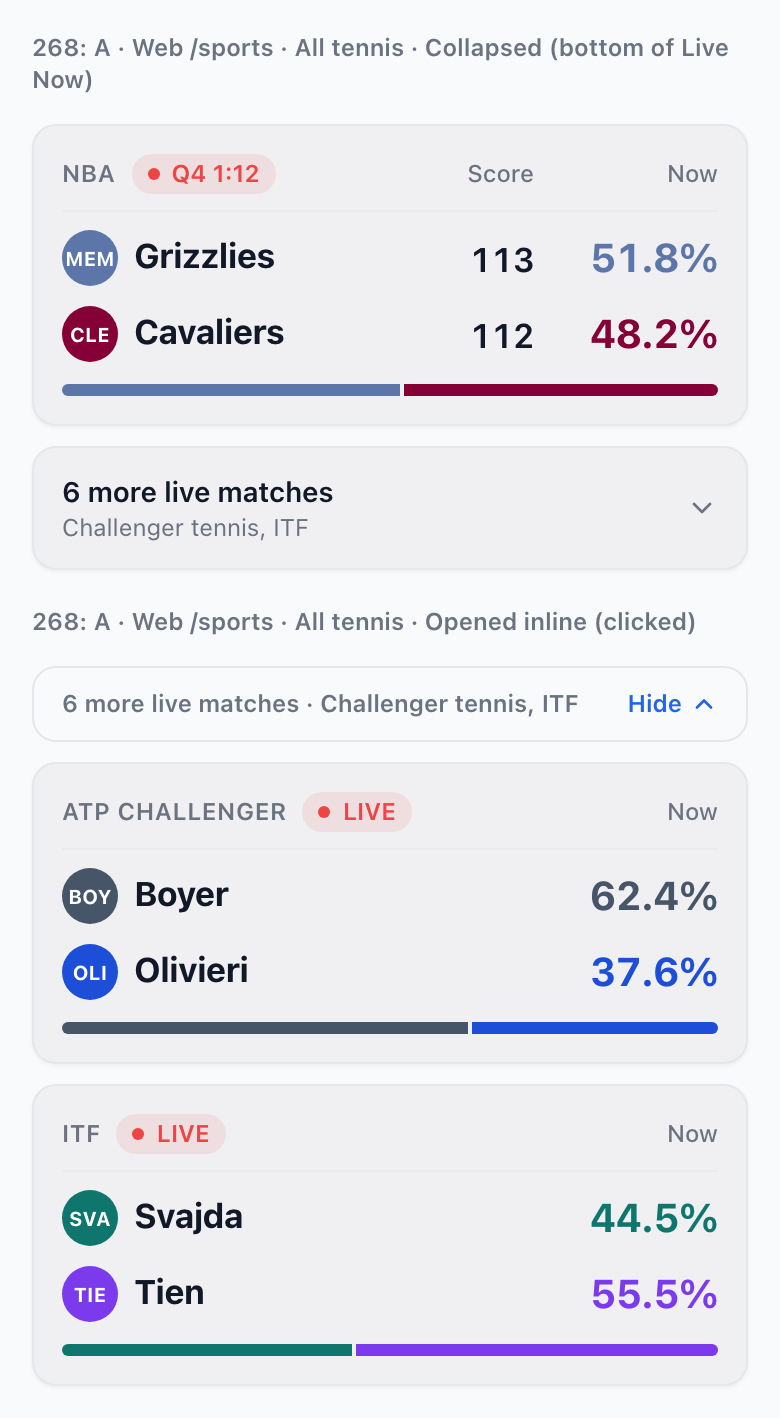 268: A · Web /sports · All tennis · Collapsed (bottom of Live
Now)
NBA Q4 1:12 Score Now
MEM Grizzlies 113 51.8%
CLE Cavaliers 112 48.2%
6 more live matches
Challenger tennis, ITF
268: A · Web /sports · All tennis · Opened inline (clicked)
6 more live matches · Challenger tennis, ITF Hide
ATP CHALLENGER LIVE Now
BOY Boyer 62.4%
OLI Olivieri 37.6%
ITF LIVE Now
SVA Svajda 44.5%
TIE Tien 55.5%